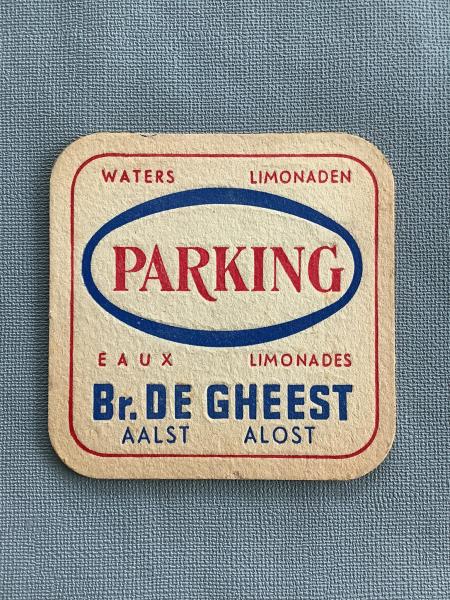 WATERS LIMONADEN
PARKING
EAUX LIMONADES
Br. DE GHEEST
AALST ALOST